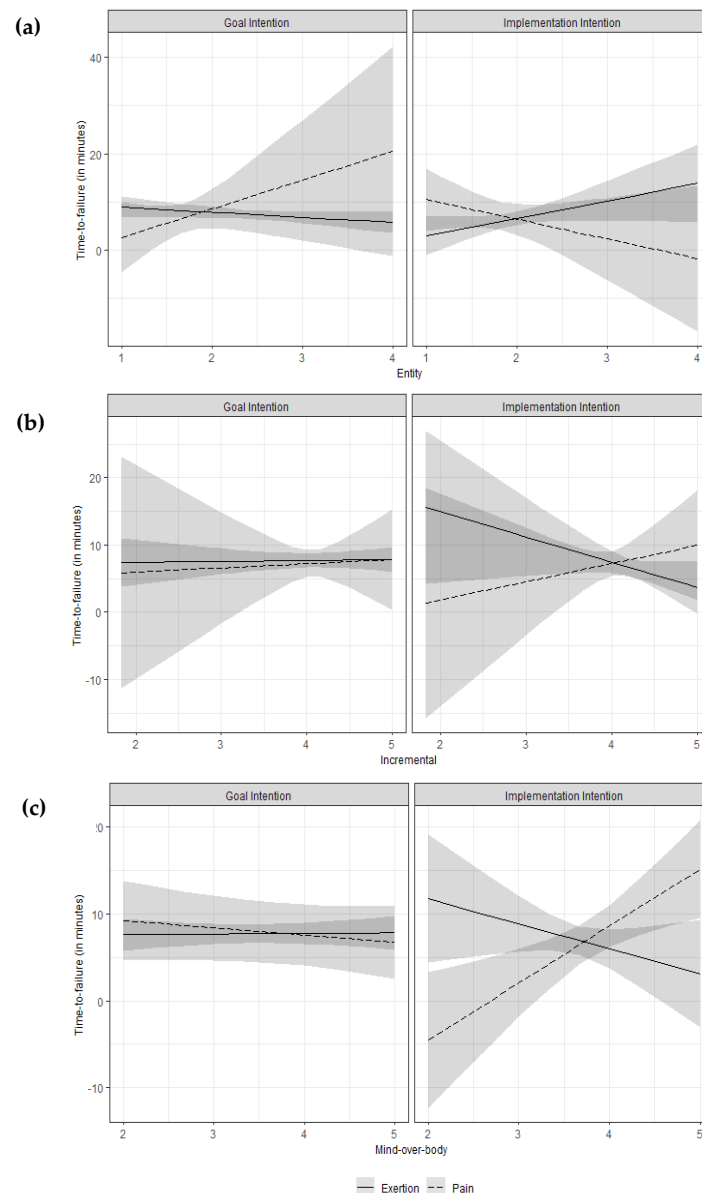 (a)
Goal Intention
Implementation Intention
Time-to-failure (in minutes)
40
20
0
1
2
3
4
1
2
3
4
Entity
(b)
Goal Intention
Implementation Intention
Time-to-failure (in minutes)
20
10
0
-10
2
3
4
5
2
3
4
5
Incremental
(c)
Goal Intention
Implementation Intention
Time-to-failure (in minutes)
10
0
-10
2
3
4
5
2
3
4
5
Mind-over-body
Exertion
Pain